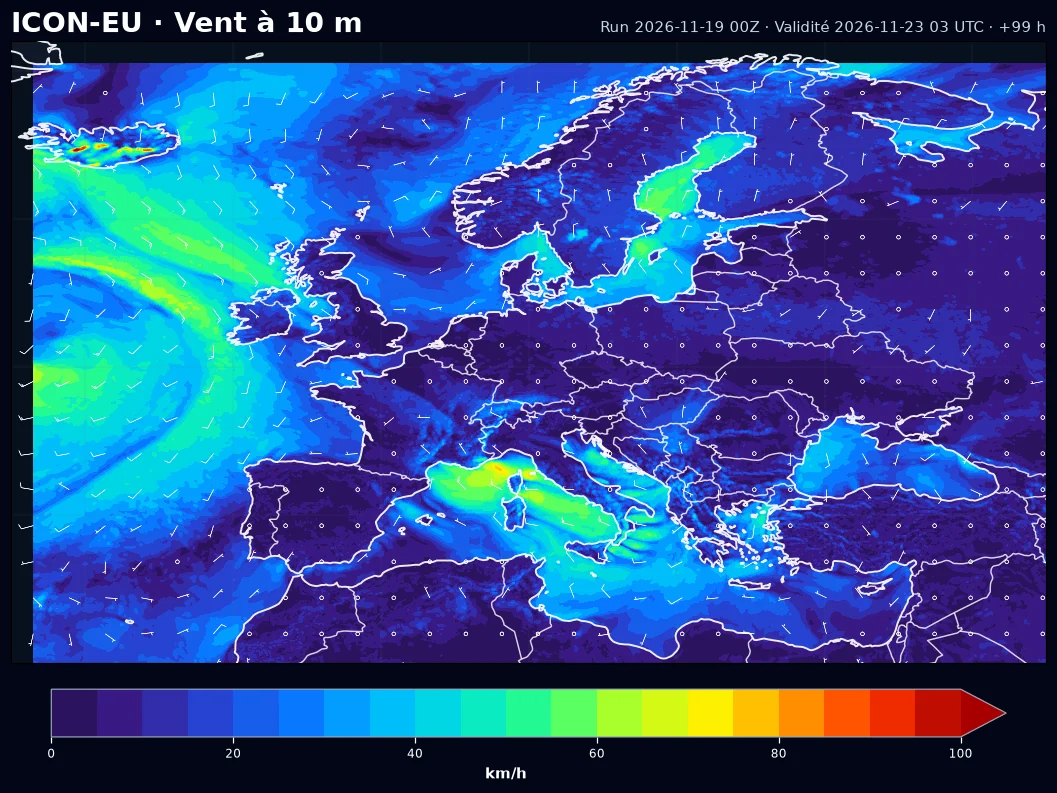 ICON-EU · Vent à 10 m
Run 2026-11-19 00Z · Validité 2026-11-23 03 UTC · +99 h
0 20 40 60 80 100
km/h